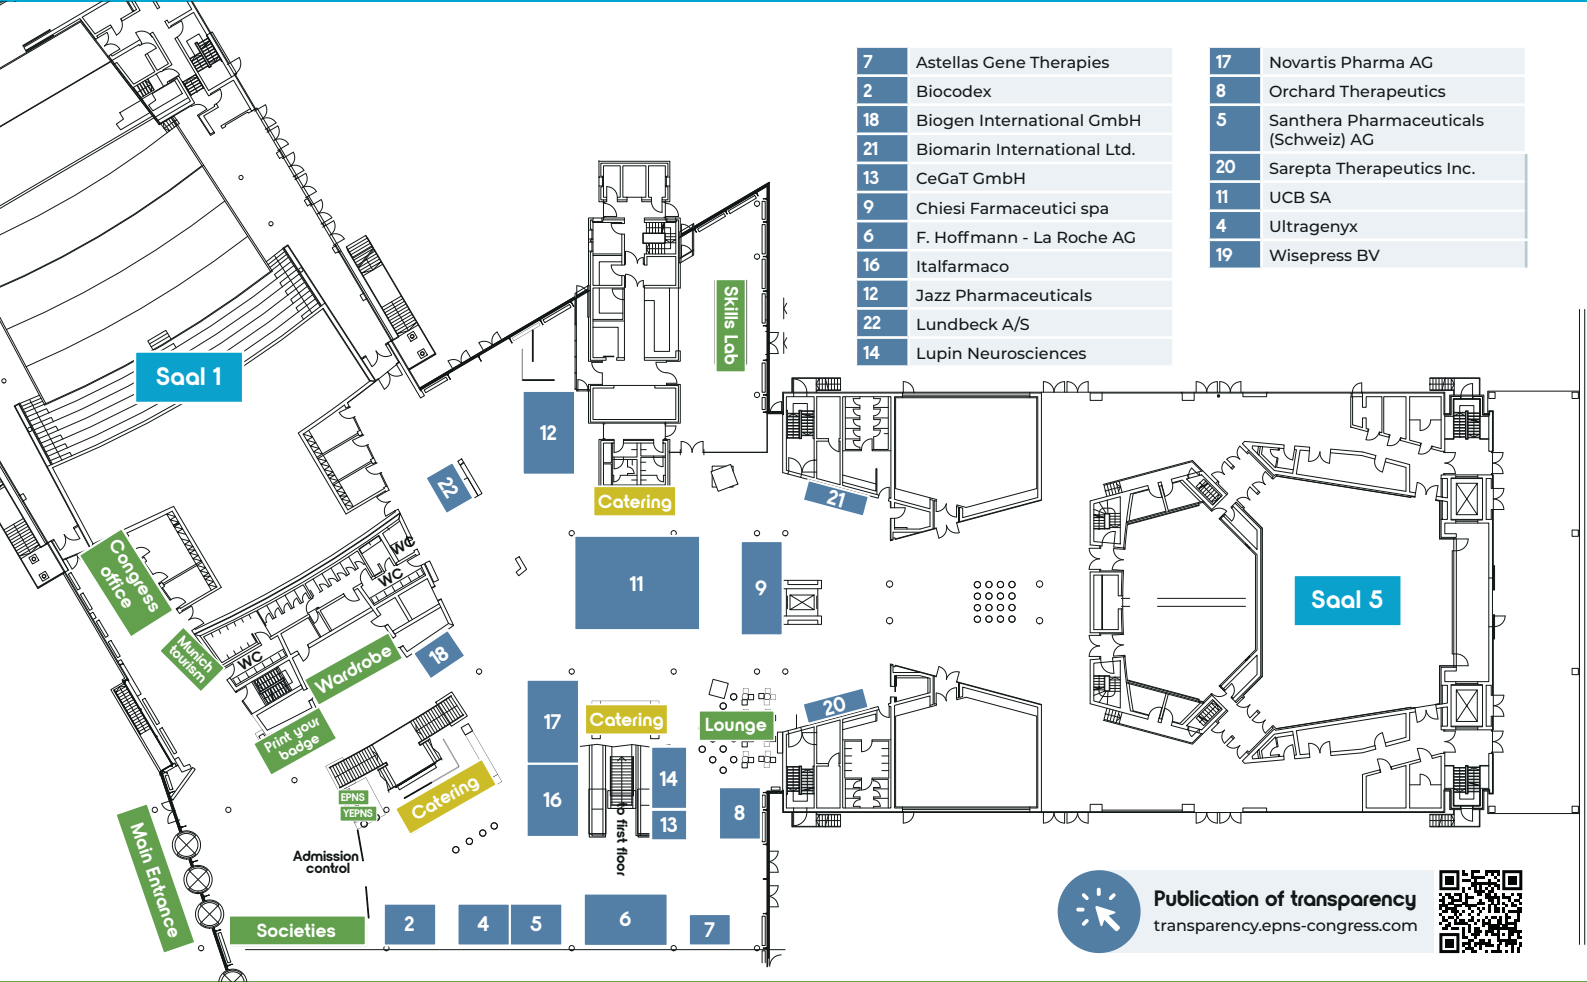 7 Astellas Gene Therapies
2 Biocodex
18 Biogen International GmbH
21 Biomarin International Ltd.
13 CeGaT GmbH
9 Chiesi Farmaceutici spa
6 F. Hoffmann - La Roche AG
16 Italfarmaco
12 Jazz Pharmaceuticals
22 Lundbeck A/S
14 Lupin Neurosciences
17 Novartis Pharma AG
8 Orchard Therapeutics
5 Santhera Pharmaceuticals
(Schweiz) AG
20 Sarepta Therapeutics Inc.
11 UCB SA
4 Ultragenyx
19 Wisepress BV
Skills Lab
Saal 1
12
22
Catering
21
Congress
office
WC
WC
11
9
Saal 5
Munich
tourism
WC
Wardrobe
18
Print your
badge
17
Catering
Lounge
20
EPNS
YEPNS
Catering
16
14
13
8
to first floor
Main Entrance
Admission
control
Societies
2
4
5
6
7
Publication of transparency
transparency.epns-congress.com